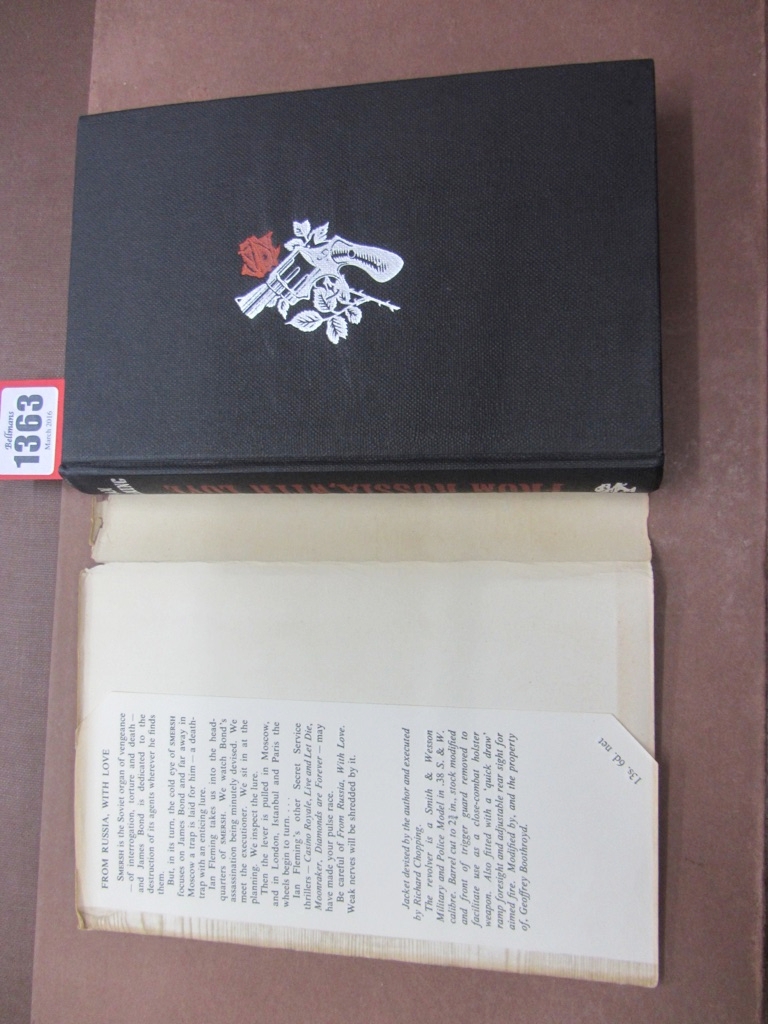 Bellmans
1363
March 2016
FROM RUSSIA, WITH LOVE
FROM RUSSIA, WITH LOVE
SMERSH is the Soviet organ of vengeance
— of interrogation, torture and death —
and James Bond is dedicated to the
destruction of its agents wherever he finds
them.
But, in its turn, the cold eye of SMERSH
focuses on James Bond and far away in
Moscow a trap is laid for him — a death-
trap with an enticing lure.
Ian Fleming takes us into the head-
quarters of SMERSH. We watch Bond's
assassination being minutely devised. We
meet the executioner. We sit in at the
planning. We inspect the lure.
Then the lever is pulled in Moscow,
and in London, Istanbul and Paris the
wheels begin to turn. . . .
Ian Fleming's other Secret Service
thrillers — Casino Royale, Live and Let Die,
Moonraker, Diamonds are Forever — may
have made your pulse race.
Be careful of From Russia, With Love.
Weak nerves will be shredded by it.
Jacket devised by the author and executed
by Richard Chopping.
The revolver is a Smith & Wesson
Military and Police Model in ·38 S. & W.
calibre. Barrel cut to 2¾ in., stock modified
and front of trigger guard removed to
facilitate use as a close-combat holster
weapon. Also fitted with a 'quick draw'
ramp foresight and adjustable rear sight for
aimed fire. Modified by, and the property
of, Geoffrey Boothroyd.
13s. 6d. net